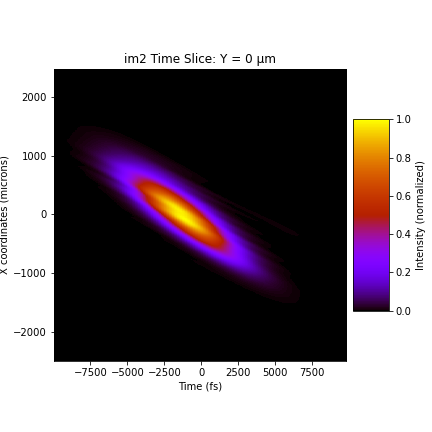 im2 Time Slice: Y = 0 μm
2000
1000
0
−1000
−2000
X coordinates (microns)
−7500 −5000 −2500 0 2500 5000 7500
Time (fs)
1.0
0.8
0.6
0.4
0.2
0.0
Intensity (normalized)